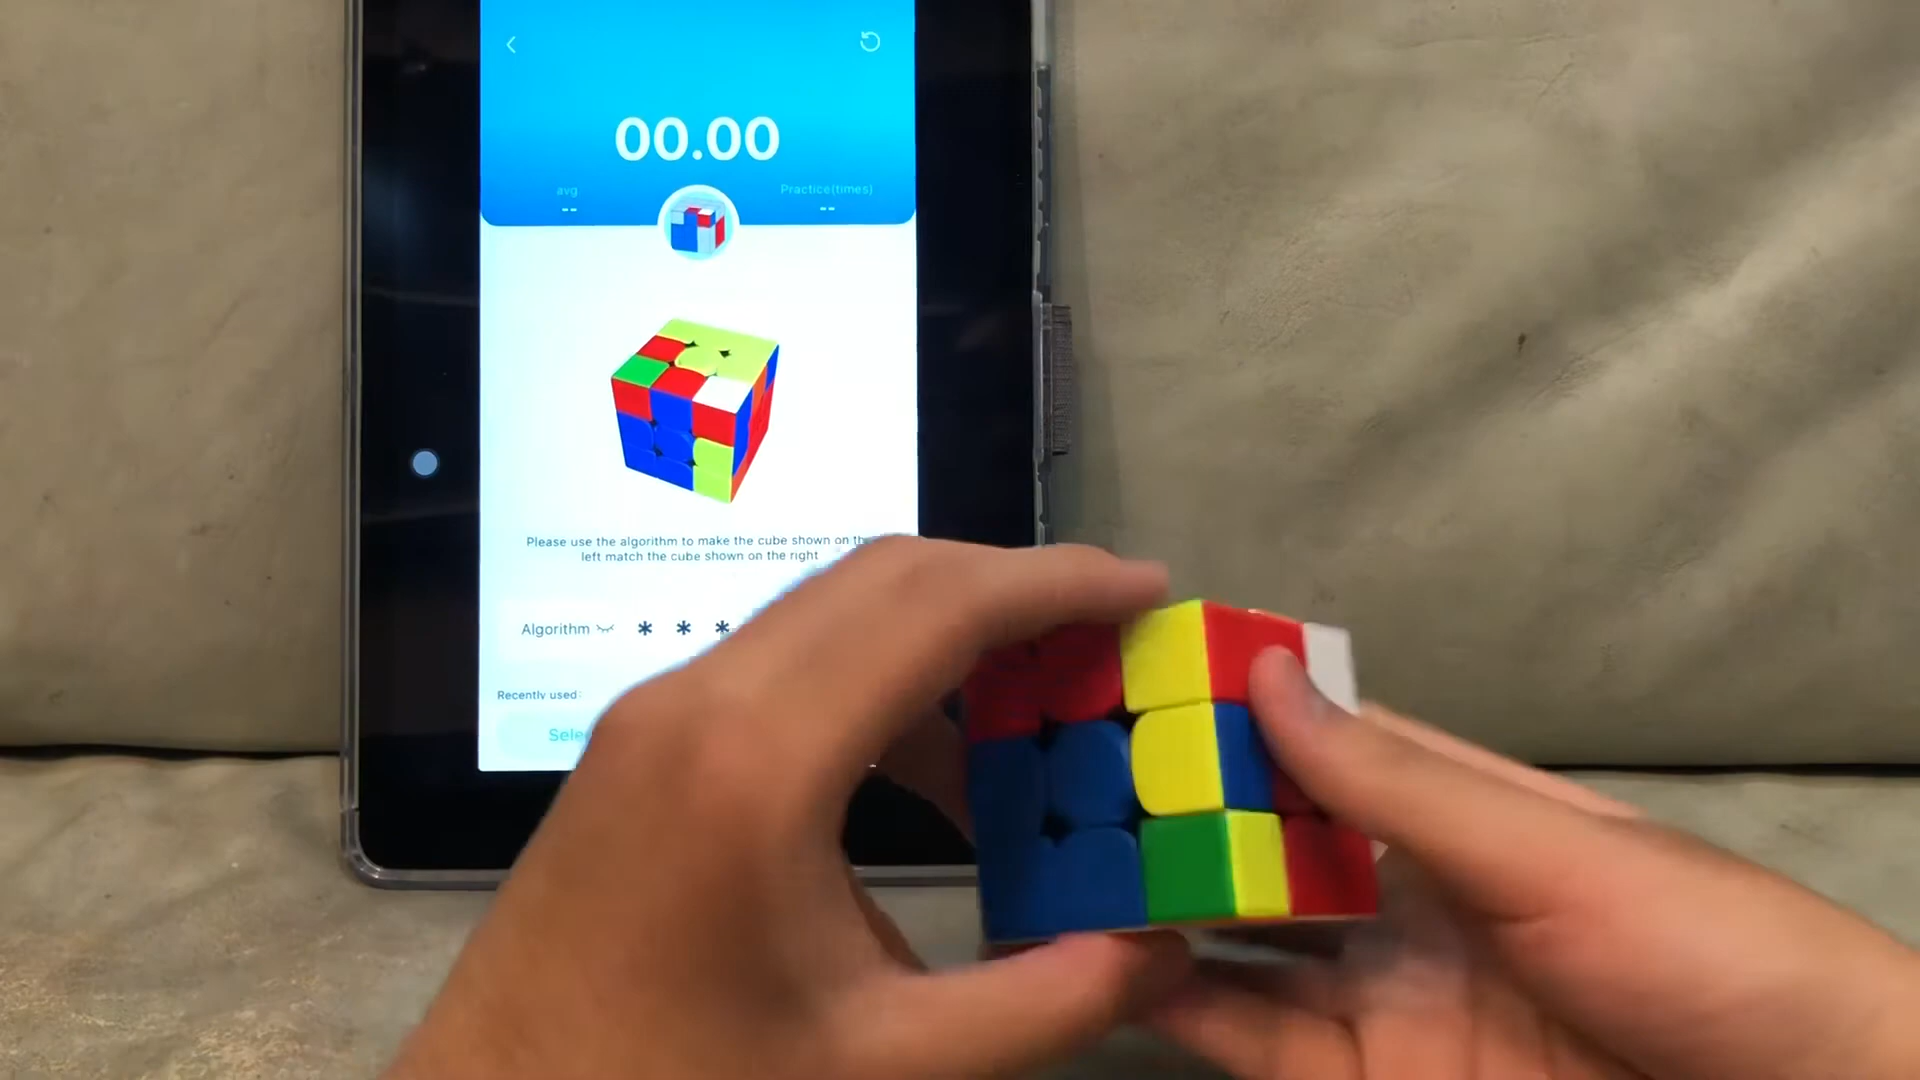 00.00
avg
Practice(times)
--
--
Please use the algorithm to make the cube shown on
left match the cube shown on the right
Algorithm * * *
Recently used: